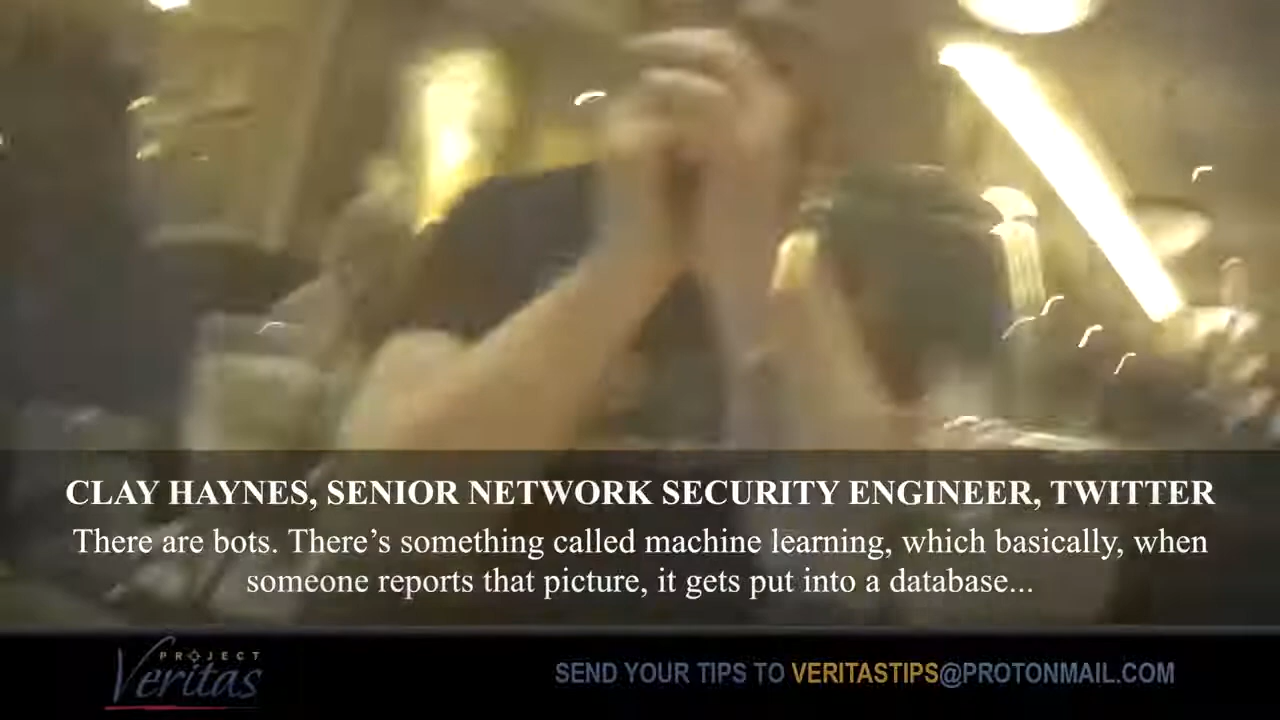 CLAY HAYNES, SENIOR NETWORK SECURITY ENGINEER, TWITTER
There are bots. There’s something called machine learning, which basically, when
someone reports that picture, it gets put into a database...
PROJECT
Veritas
SEND YOUR TIPS TO VERITASTIPS@PROTONMAIL.COM